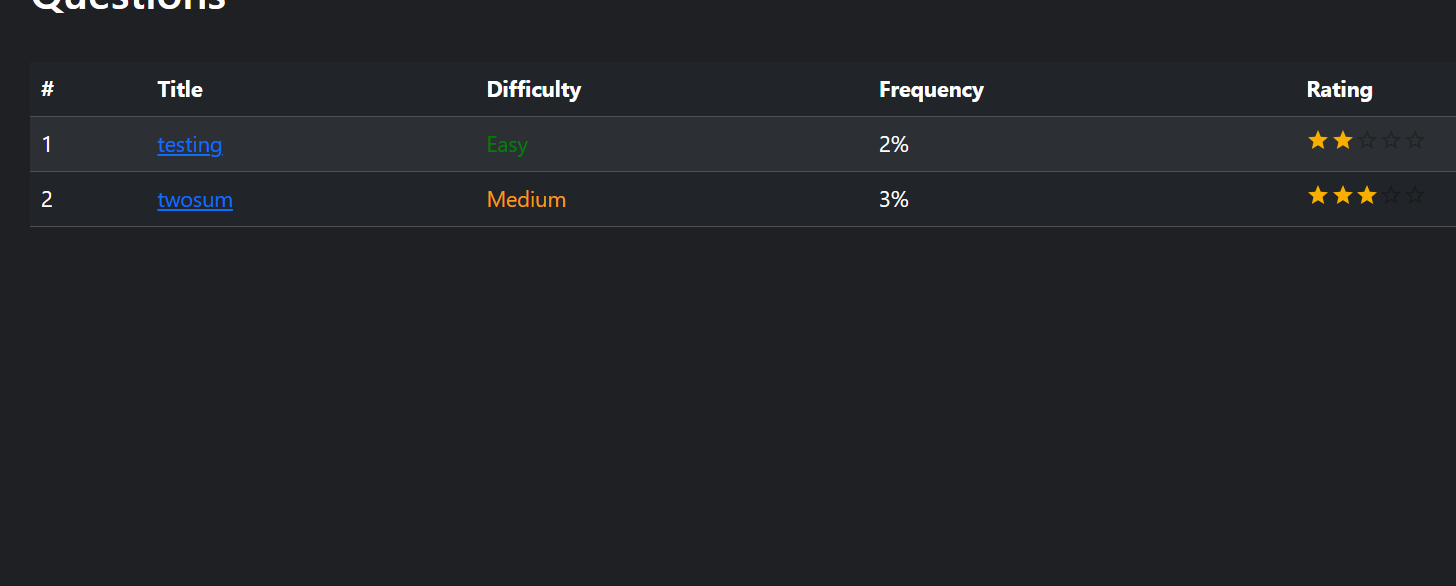 Questions
# Title Difficulty Frequency Rating
1 testing Easy 2%
2 twosum Medium 3%